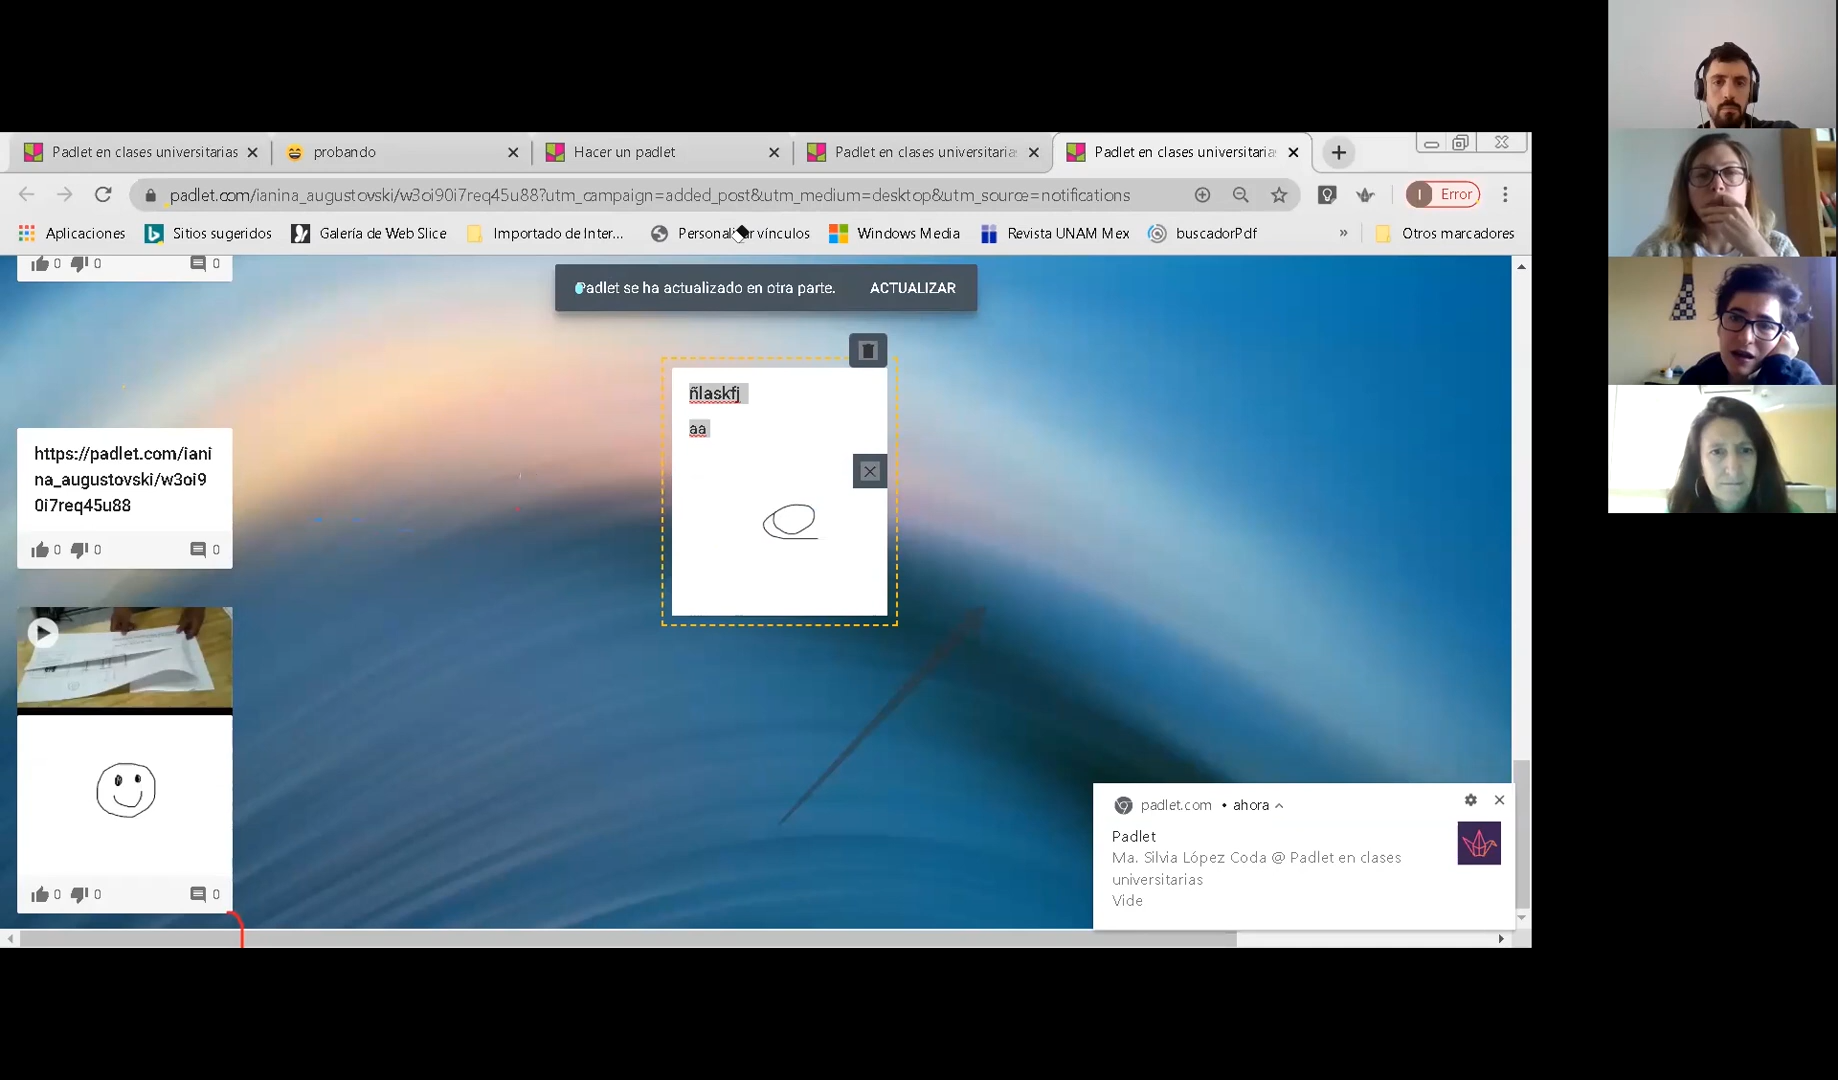 Padlet en clases universitarias
probando
Hacer un padlet
Padlet en clases universitaria
Padlet en clases universitaria
padlet.com/ianina_augustovski/w3oi90i7req45u88?utm_campaign=added_post&utm_medium=desktop&utm_source=notifications
I Error
Aplicaciones
Sitios sugeridos
Galería de Web Slice
Importado de Inter...
Personalizar vínculos
Windows Media
Revista UNAM Mex
buscadorPdf
»
Otros marcadores
0 0 0
Padlet se ha actualizado en otra parte. ACTUALIZAR
ñlaskfj
aa
https://padlet.com/iani
na_augustovski/w3oi9
0i7req45u88
0 0 0
0 0 0
padlet.com • ahora
Padlet
Ma. Silvia López Coda @ Padlet en clases
universitarias
Vide